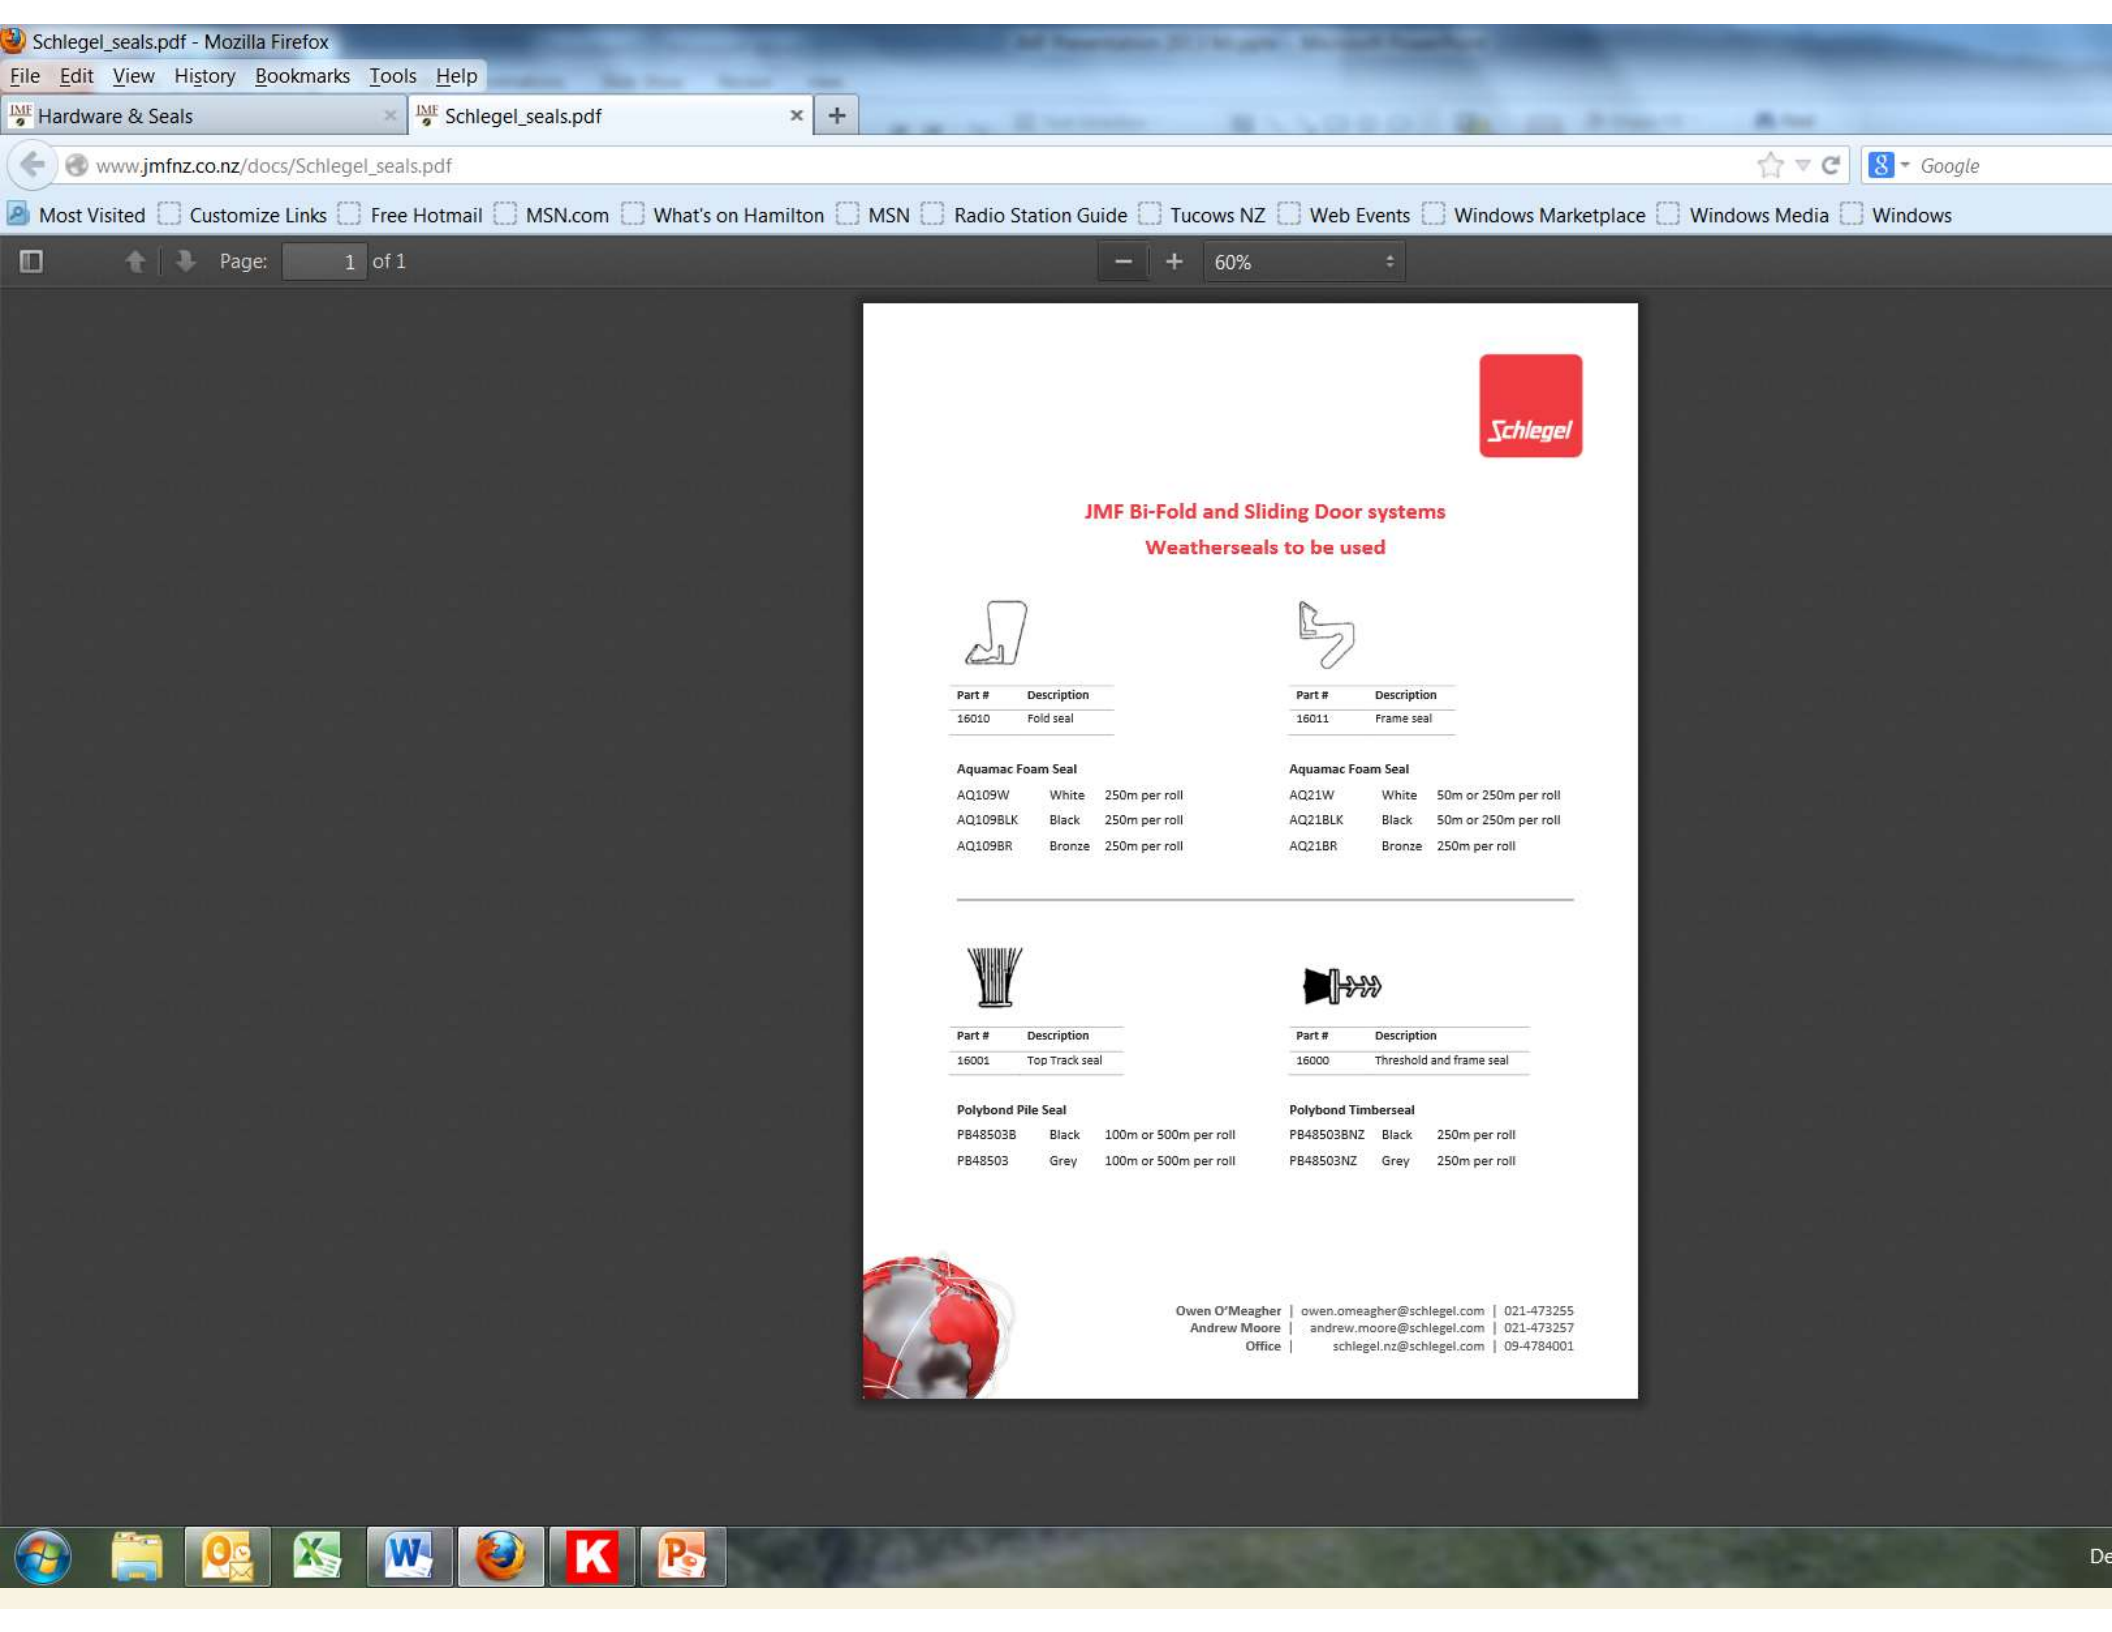 Schlegel_seals.pdf - Mozilla Firefox
File Edit View History Bookmarks Tools Help
JMF Hardware & Seals
JMF Schlegel_seals.pdf
www.jmfnz.co.nz/docs/Schlegel_seals.pdf
8 Google
Most Visited Customize Links Free Hotmail MSN.com What's on Hamilton MSN Radio Station Guide Tucows NZ Web Events Windows Marketplace Windows Media Windows
Page: 1 of 1
60%
Schlegel
JMF Bi-Fold and Sliding Door systems
Weatherseals to be used
Part # Description
16010 Fold seal
Aquamac Foam Seal
AQ109W White 250m per roll
AQ109BLK Black 250m per roll
AQ109BR Bronze 250m per roll
Part # Description
16011 Frame seal
Aquamac Foam Seal
AQ21W White 50m or 250m per roll
AQ21BLK Black 50m or 250m per roll
AQ21BR Bronze 250m per roll
Part # Description
16001 Top Track seal
Polybond Pile Seal
PB48503B Black 100m or 500m per roll
PB48503 Grey 100m or 500m per roll
Part # Description
16000 Threshold and frame seal
Polybond Timberseal
PB48503BNZ Black 250m per roll
PB48503NZ Grey 250m per roll
Owen O'Meagher | owen.omeagher@schlegel.com | 021-473255
Andrew Moore | andrew.moore@schlegel.com | 021-473257
Office | schlegel.nz@schlegel.com | 09-4784001
K
De